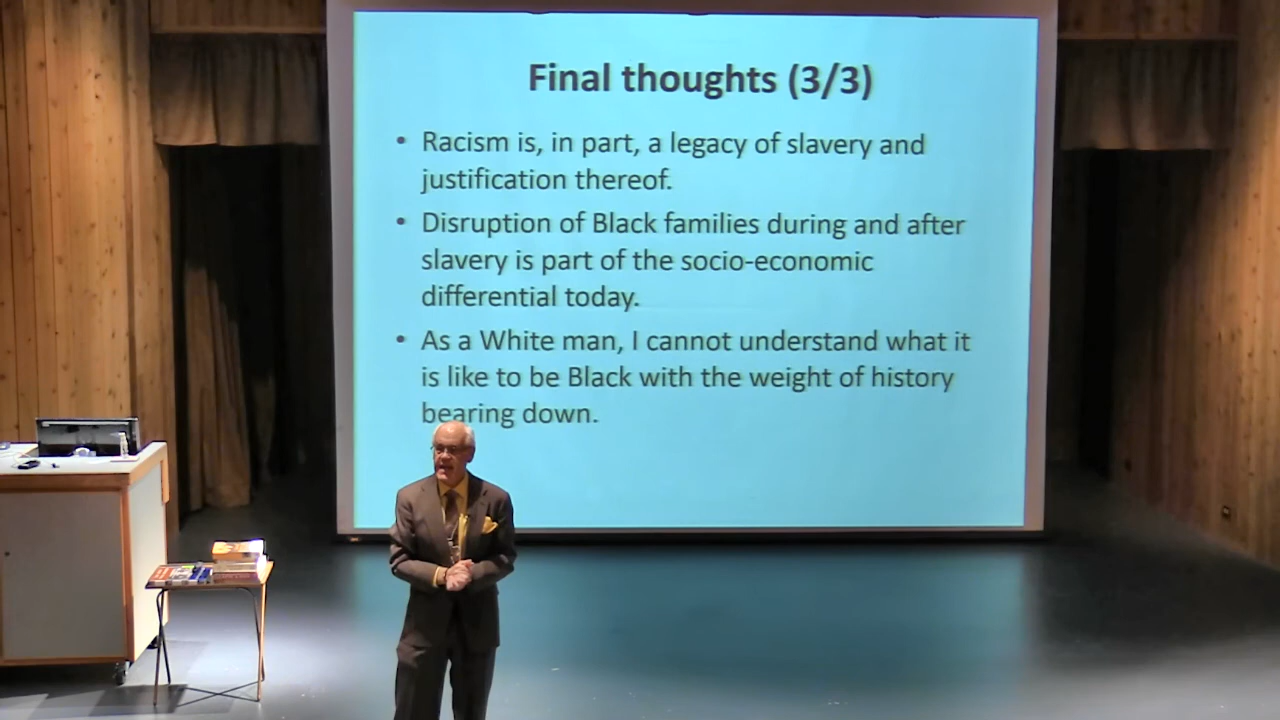 Final thoughts (3/3)
• Racism is, in part, a legacy of slavery and
justification thereof.
• Disruption of Black families during and after
slavery is part of the socio-economic
differential today.
• As a White man, I cannot understand what it
is like to be Black with the weight of history
bearing down.